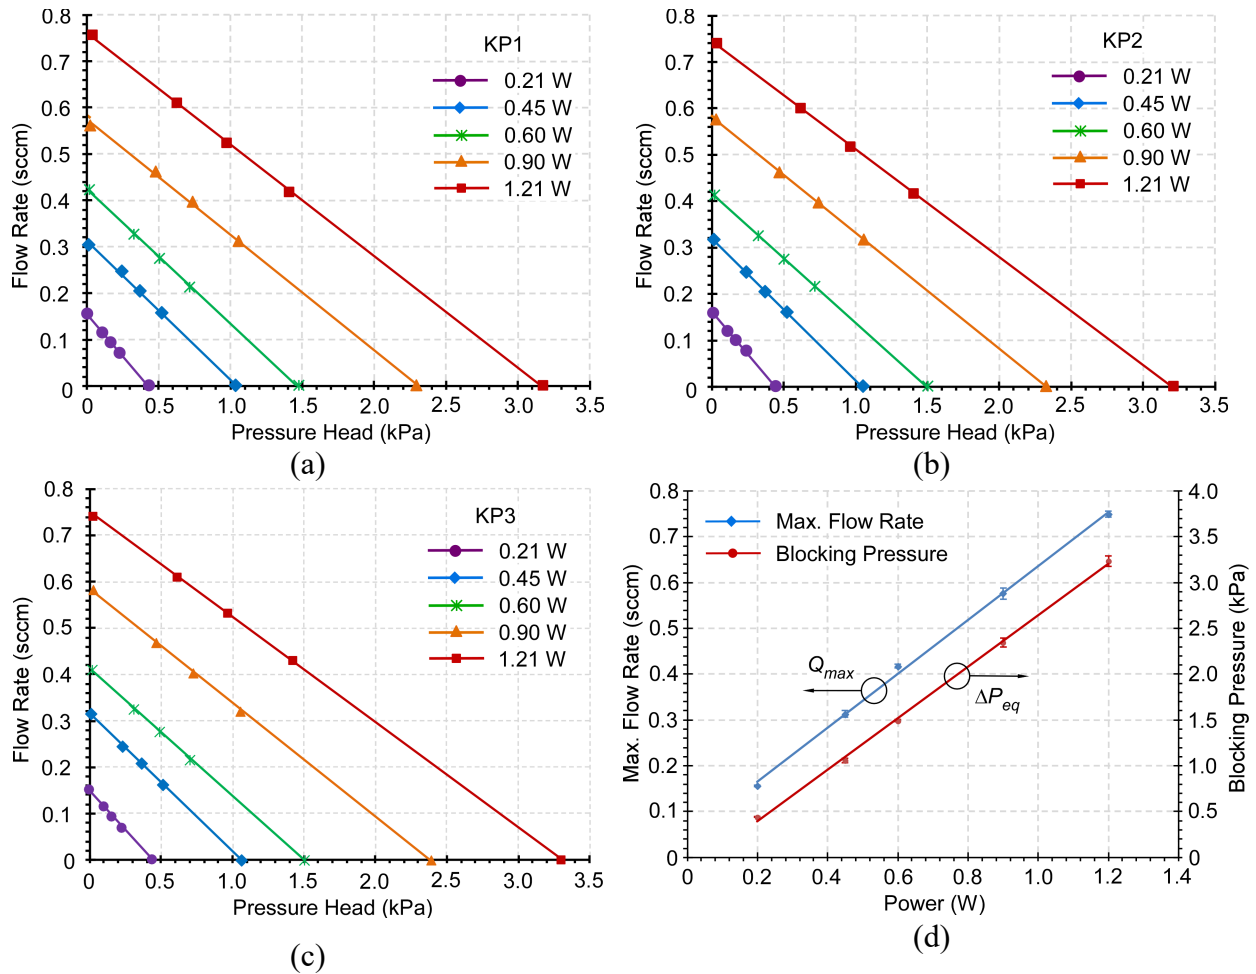 KP1
0.21 W
0.45 W
0.60 W
0.90 W
1.21 W
Flow Rate (sccm)
0.8
0.7
0.6
0.5
0.4
0.3
0.2
0.1
0
0 0.5 1.0 1.5 2.0 2.5 3.0 3.5
Pressure Head (kPa)
(a)
KP2
0.21 W
0.45 W
0.60 W
0.90 W
1.21 W
Flow Rate (sccm)
0.8
0.7
0.6
0.5
0.4
0.3
0.2
0.1
0
0 0.5 1.0 1.5 2.0 2.5 3.0 3.5
Pressure Head (kPa)
(b)
KP3
0.21 W
0.45 W
0.60 W
0.90 W
1.21 W
Flow Rate (sccm)
0.8
0.7
0.6
0.5
0.4
0.3
0.2
0.1
0
0 0.5 1.0 1.5 2.0 2.5 3.0 3.5
Pressure Head (kPa)
(c)
Max. Flow Rate
Blocking Pressure
Qmax
ΔPeq
Max. Flow Rate (sccm)
0.8
0.7
0.6
0.5
0.4
0.3
0.2
0.1
0
Blocking Pressure (kPa)
4.0
3.5
3.0
2.5
2.0
1.5
1.0
0.5
0
0 0.2 0.4 0.6 0.8 1.0 1.2 1.4
Power (W)
(d)